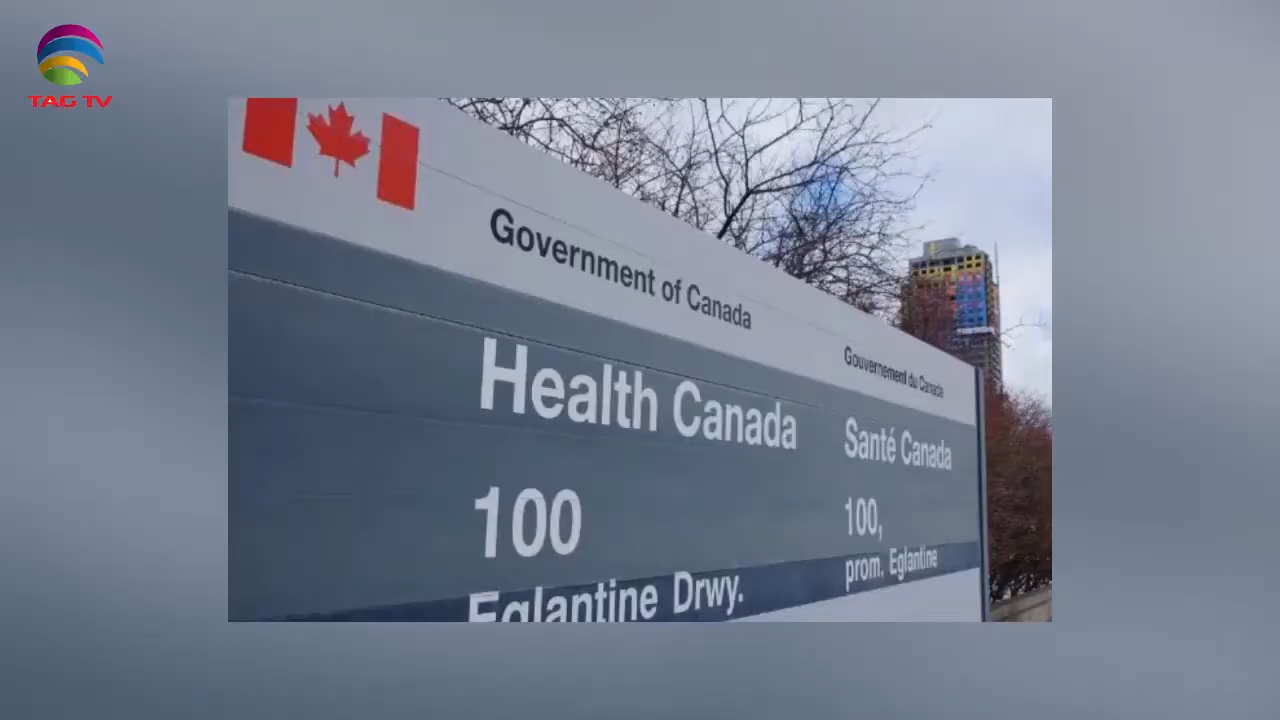 TAG TV
Government of Canada
Gouvernement du Canada
Health Canada
Santé Canada
100
100,
Eglantine Drwy.
prom. Eglantine